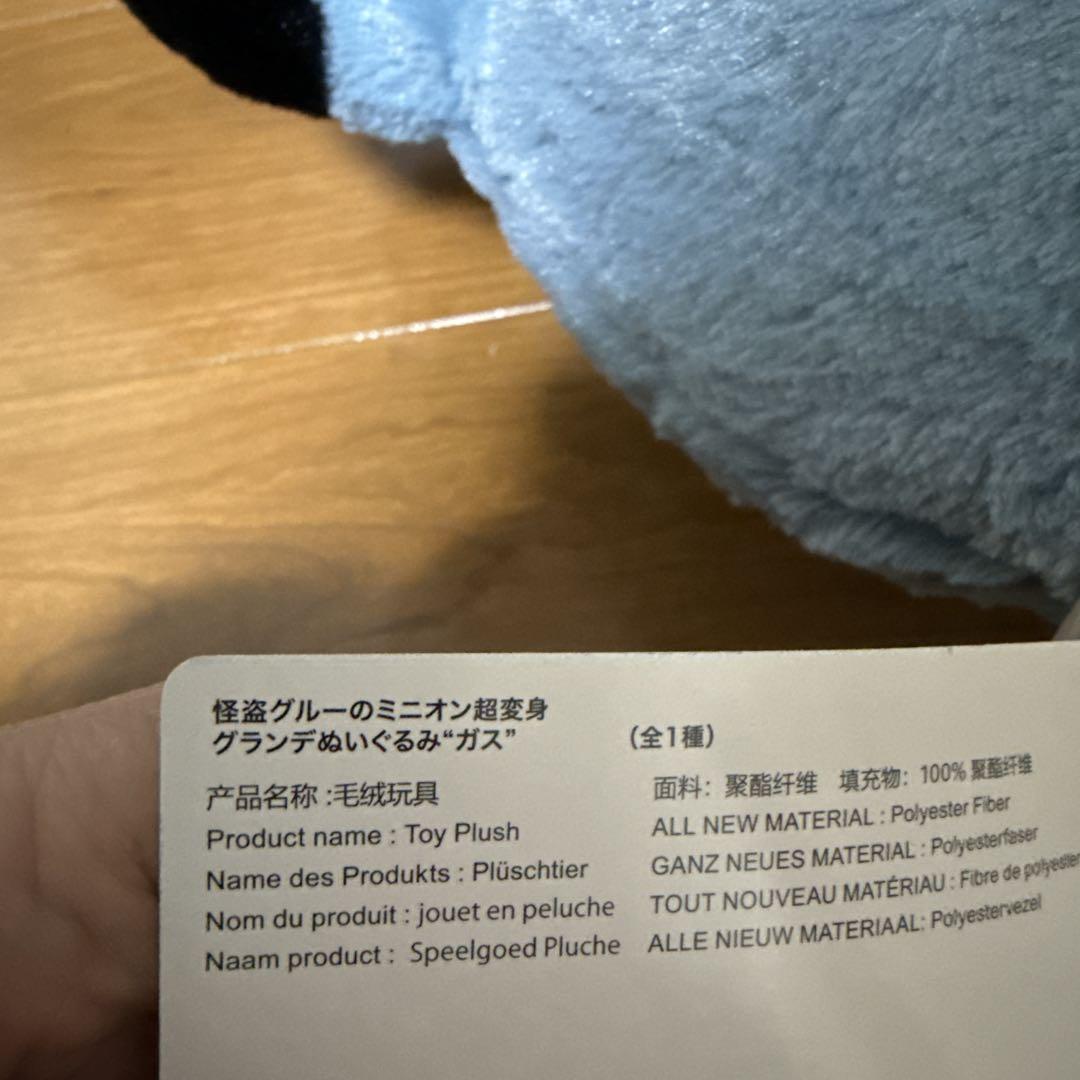 怪盗グルーのミニオン超変身
グランデぬいぐるみ“ガス”
(全1種)
产品名称 :毛绒玩具
Product name : Toy Plush
Name des Produkts : Plüschtier
Nom du produit : jouet en peluche
Naam product : Speelgoed Pluche
面料：聚酯纤维 填充物：100% 聚酯纤维
ALL NEW MATERIAL : Polyester Fiber
GANZ NEUES MATERIAL : Polyesterfaser
TOUT NOUVEAU MATÉRIAU : Fibre de polyester
ALLE NIEUW MATERIAAL: Polyestervezel